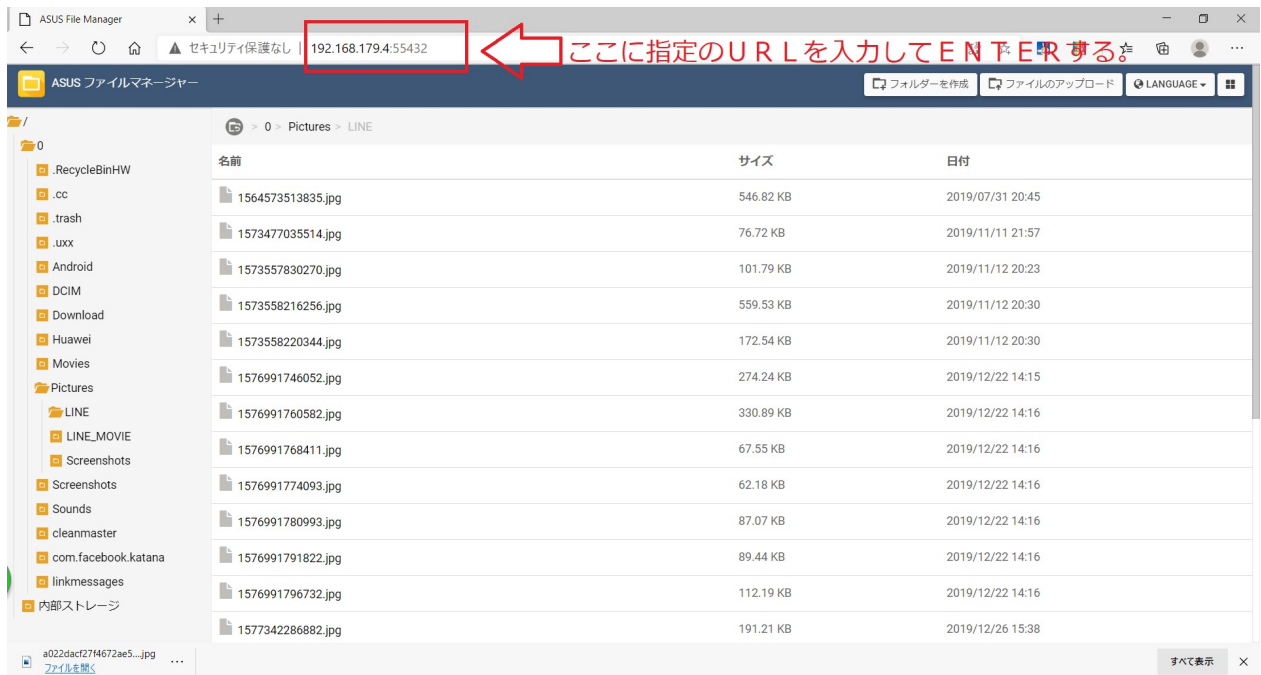 ASUS File Manager
セキュリティ保護なし | 192.168.179.4:55432
ここに指定のＵＲＬを入力してＥＮＴＥＲする。
ASUS ファイルマネージャー
フォルダーを作成 ファイルのアップロード LANGUAGE
/
0
.RecycleBinHW
.cc
.trash
.uxx
Android
DCIM
Download
Huawei
Movies
Pictures
LINE
LINE_MOVIE
Screenshots
Screenshots
Sounds
cleanmaster
com.facebook.katana
linkmessages
内部ストレージ
> 0 > Pictures > LINE
名前 サイズ 日付
1564573513835.jpg 546.82 KB 2019/07/31 20:45
1573477035514.jpg 76.72 KB 2019/11/11 21:57
1573557830270.jpg 101.79 KB 2019/11/12 20:23
1573558216256.jpg 559.53 KB 2019/11/12 20:30
1573558220344.jpg 172.54 KB 2019/11/12 20:30
1576991746052.jpg 274.24 KB 2019/12/22 14:15
1576991760582.jpg 330.89 KB 2019/12/22 14:16
1576991768411.jpg 67.55 KB 2019/12/22 14:16
1576991774093.jpg 62.18 KB 2019/12/22 14:16
1576991780993.jpg 87.07 KB 2019/12/22 14:16
1576991791822.jpg 89.44 KB 2019/12/22 14:16
1576991796732.jpg 112.19 KB 2019/12/22 14:16
1577342286882.jpg 191.21 KB 2019/12/26 15:38
a022dacf27f4672ae5....jpg
ファイルを開く
すべて表示